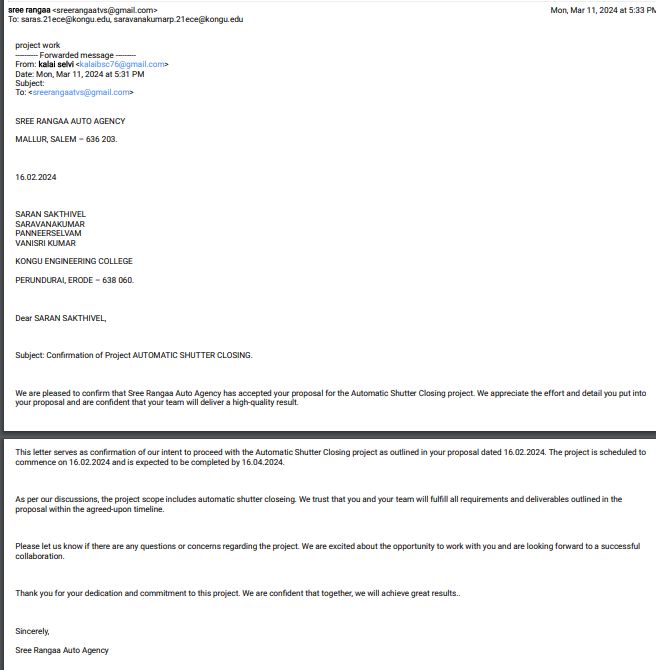 sree rangaa <sreerangaatvs@gmail.com> Mon, Mar 11, 2024 at 5:33 PM
To: saras.21ece@kongu.edu, saravanakumarp.21ece@kongu.edu
project work
---------- Forwarded message ---------
From: kalai selvi <kalaibsc76@gmail.com>
Date: Mon, Mar 11, 2024 at 5:31 PM
Subject:
To: <sreerangaatvs@gmail.com>
SREE RANGAA AUTO AGENCY
MALLUR, SALEM – 636 203.
16.02.2024
SARAN SAKTHIVEL
SARAVANAKUMAR
PANNEERSELVAM
VANISRI KUMAR
KONGU ENGINEERING COLLEGE
PERUNDURAI, ERODE – 638 060.
Dear SARAN SAKTHIVEL,
Subject: Confirmation of Project AUTOMATIC SHUTTER CLOSING.
We are pleased to confirm that Sree Rangaa Auto Agency has accepted your proposal for the Automatic Shutter Closing project. We appreciate the effort and detail you put into
your proposal and are confident that your team will deliver a high-quality result.
This letter serves as confirmation of our intent to proceed with the Automatic Shutter Closing project as outlined in your proposal dated 16.02.2024. The project is scheduled to
commence on 16.02.2024 and is expected to be completed by 16.04.2024.
As per our discussions, the project scope includes automatic shutter closeing. We trust that you and your team will fulfill all requirements and deliverables outlined in the
proposal within the agreed-upon timeline.
Please let us know if there are any questions or concerns regarding the project. We are excited about the opportunity to work with you and are looking forward to a successful
collaboration.
Thank you for your dedication and commitment to this project. We are confident that together, we will achieve great results..
Sincerely,
Sree Rangaa Auto Agency